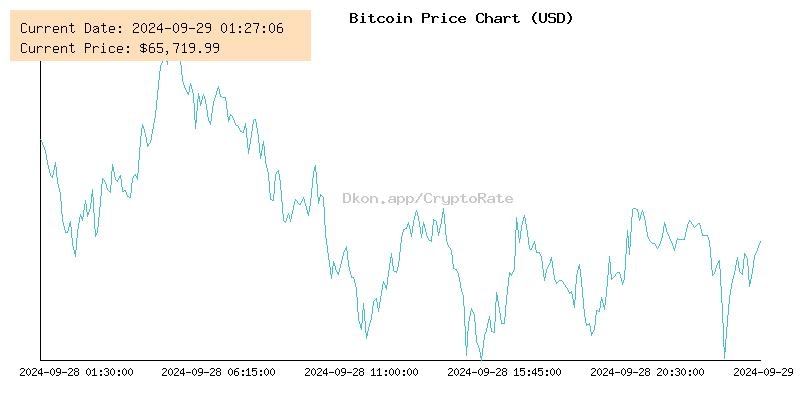 Bitcoin Price Chart (USD)
Current Date: 2024-09-29 01:27:06
Current Price: $65,719.99
Dkon.app/CryptoRate
2024-09-28 01:30:00 2024-09-28 06:15:00 2024-09-28 11:00:00 2024-09-28 15:45:00 2024-09-28 20:30:00 2024-09-29